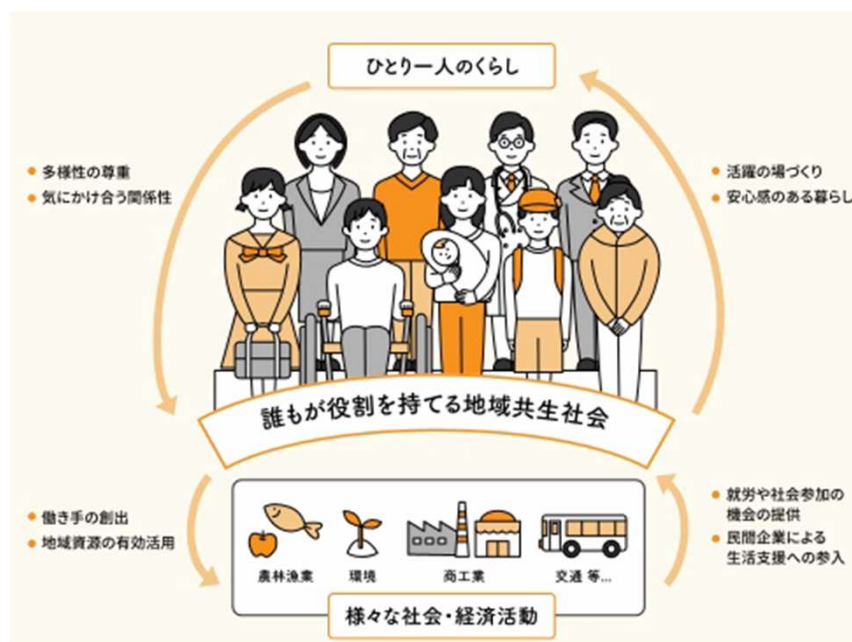 ひとり一人のくらし
多様性の尊重
気にかけ合う関係性
活躍の場づくり
安心感のある暮らし
誰もが役割を持てる地域共生社会
働き手の創出
地域資源の有効活用
就労や社会参加の
機会の提供
民間企業による
生活支援への参入
農林漁業 環境 商工業 交通 等...
様々な社会・経済活動